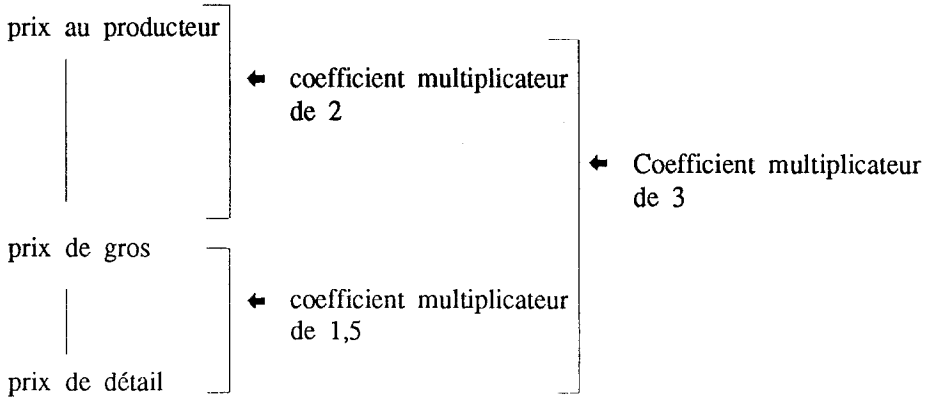 prix au producteur
coefficient multiplicateur
de 2
Coefficient multiplicateur
de 3
prix de gros
coefficient multiplicateur
de 1,5
prix de détail